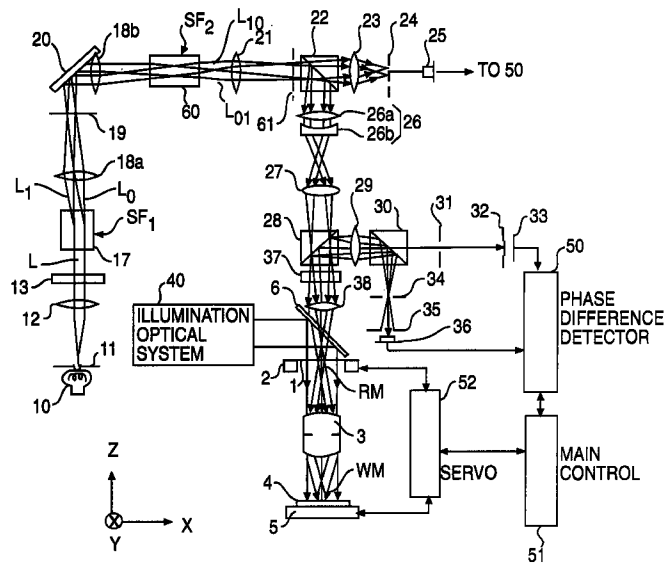 20
18b
SF2
L10
21
22
23
24
25
TO 50
60
L01
61
26a
26
26b
19
18a
L1
L0
SF1
17
L
13
12
11
10
27
28
29
30
31
32
33
50
37
34
35
36
38
6
40
ILLUMINATION
OPTICAL
SYSTEM
PHASE
DIFFERENCE
DETECTOR
2
1
RM
52
3
SERVO
MAIN
CONTROL
WM
4
5
51
Z
X
Y